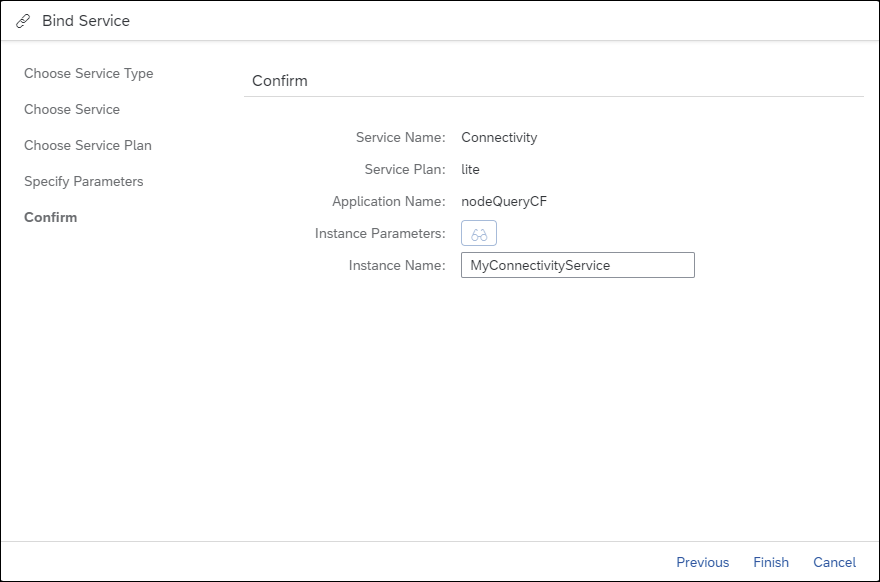 Bind Service
Choose Service Type
Choose Service
Choose Service Plan
Specify Parameters
Confirm
Confirm
Service Name: Connectivity
Service Plan: lite
Application Name: nodeQueryCF
Instance Parameters:
Instance Name: MyConnectivityService
Previous Finish Cancel